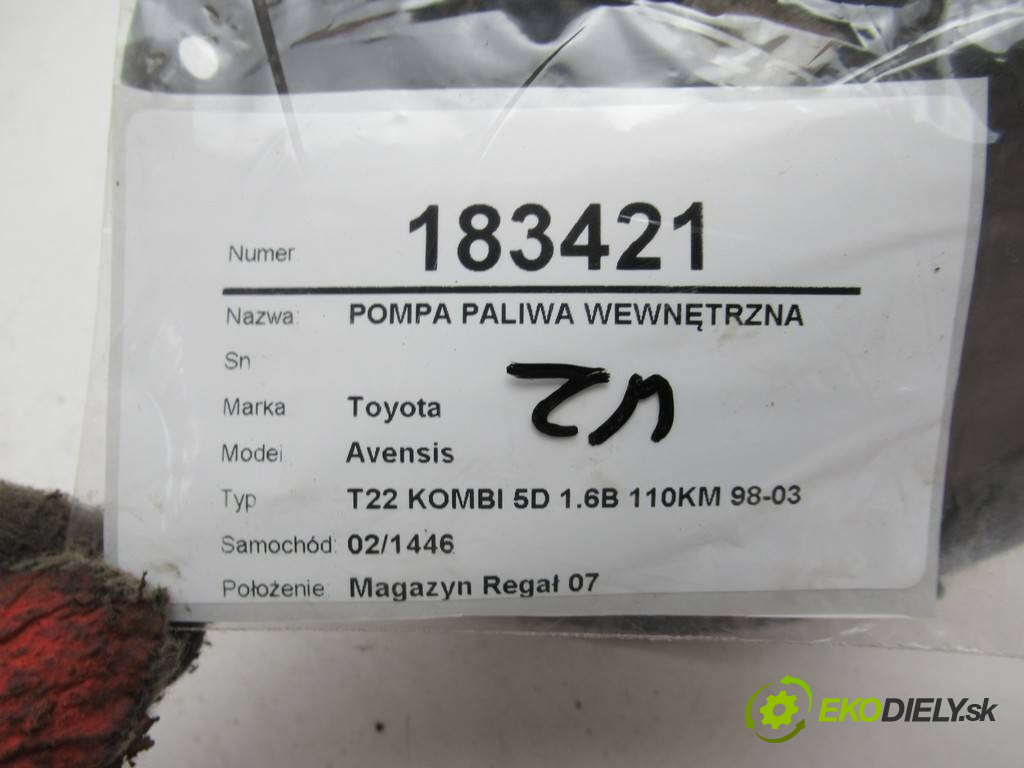 Numer 183421
Nazwa: POMPA PALIWA WEWNĘTRZNA
Sn
Marka Toyota
Model Avensis
Typ T22 KOMBI 5D 1.6B 110KM 98-03
Samochód: 02/1446
Położenie Magazyn Regał 07
EKODIELY.sk